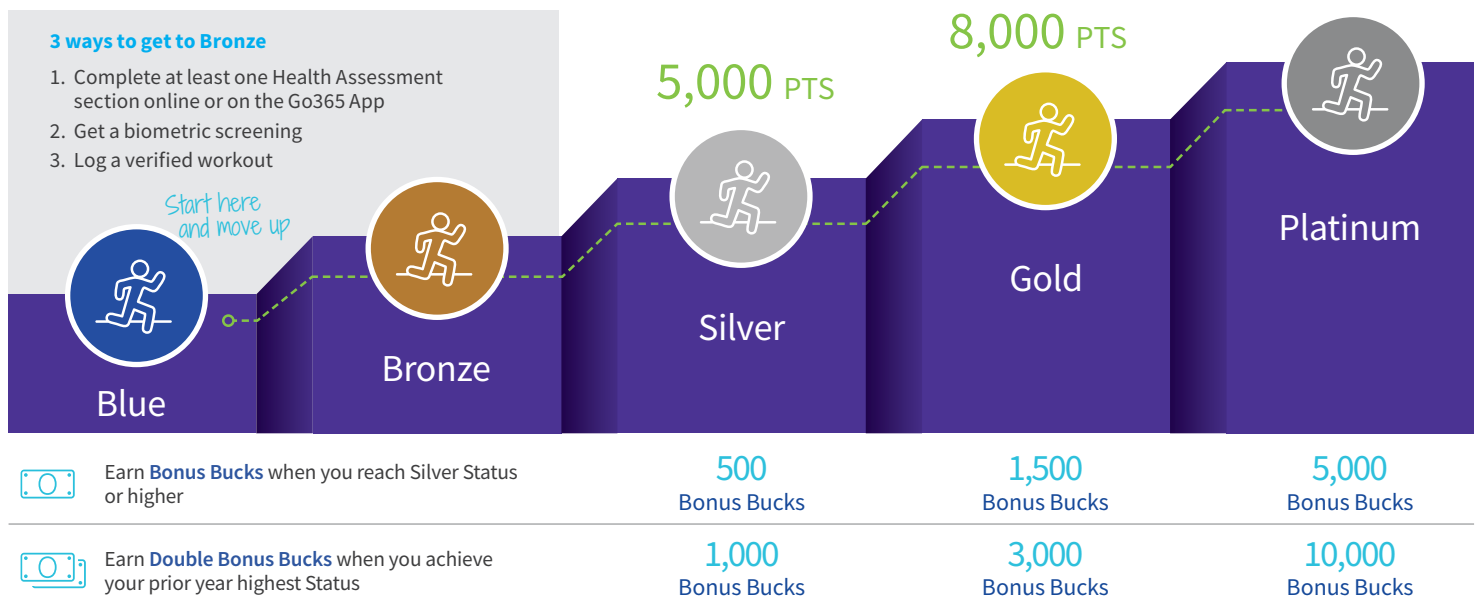 3 ways to get to Bronze
1. Complete at least one Health Assessment
section online or on the Go365 App
2. Get a biometric screening
3. Log a verified workout
Start here
and move up
5,000 PTS
8,000 PTS
Blue
Bronze
Silver
Gold
Platinum
Earn Bonus Bucks when you reach Silver Status
or higher
500
Bonus Bucks
1,500
Bonus Bucks
5,000
Bonus Bucks
Earn Double Bonus Bucks when you achieve
your prior year highest Status
1,000
Bonus Bucks
3,000
Bonus Bucks
10,000
Bonus Bucks